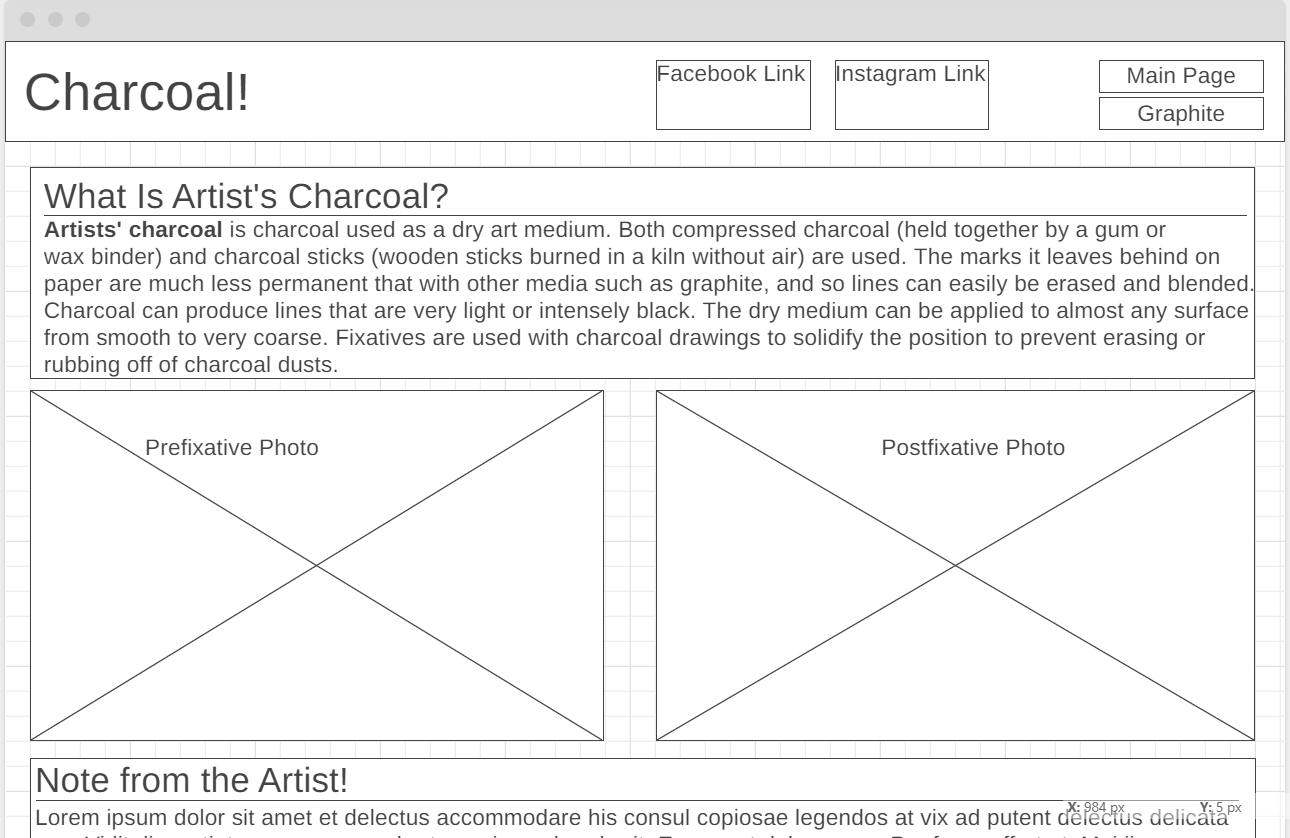 Charcoal!
Facebook Link
Instagram Link
Main Page
Graphite
What Is Artist's Charcoal?
Artists' charcoal is charcoal used as a dry art medium. Both compressed charcoal (held together by a gum or
wax binder) and charcoal sticks (wooden sticks burned in a kiln without air) are used. The marks it leaves behind on
paper are much less permanent that with other media such as graphite, and so lines can easily be erased and blended.
Charcoal can produce lines that are very light or intensely black. The dry medium can be applied to almost any surface
from smooth to very coarse. Fixatives are used with charcoal drawings to solidify the position to prevent erasing or
rubbing off of charcoal dusts.
Prefixative Photo
Postfixative Photo
Note from the Artist!
X: 984 px Y: 5 px
Lorem ipsum dolor sit amet et delectus accommodare his consul copiosae legendos at vix ad putent delectus delicata